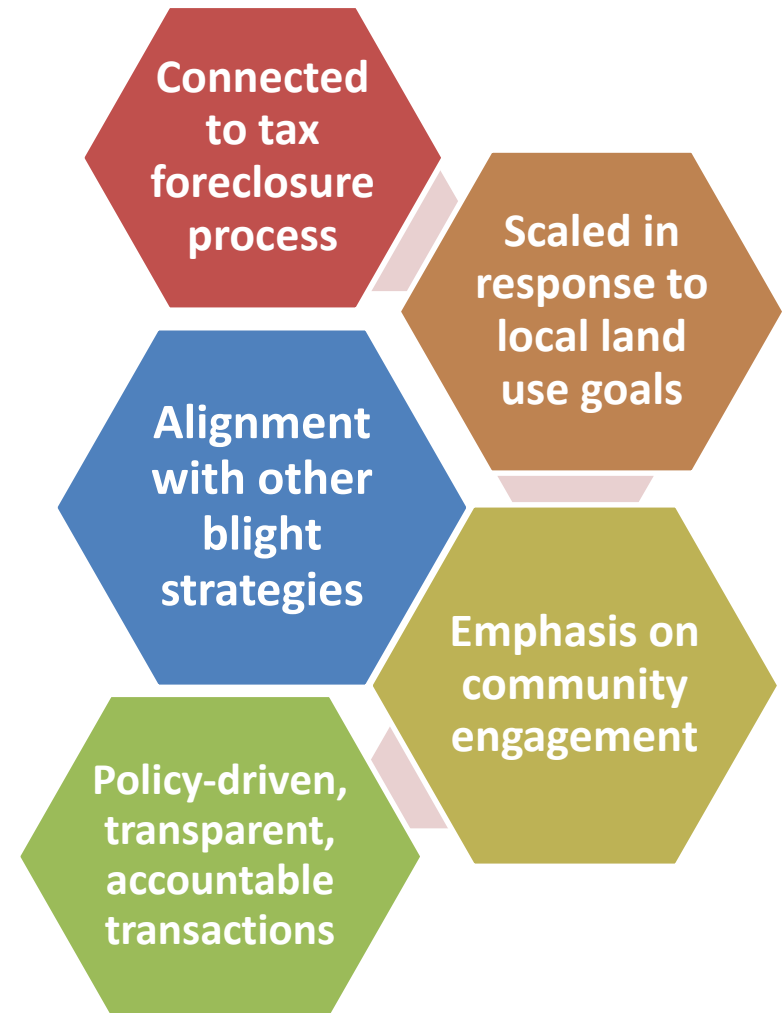 Connected
to tax
foreclosure
process
Scaled in
response to
local land
use goals
Alignment
with other
blight
strategies
Emphasis on
community
engagement
Policy-driven,
transparent,
accountable
transactions